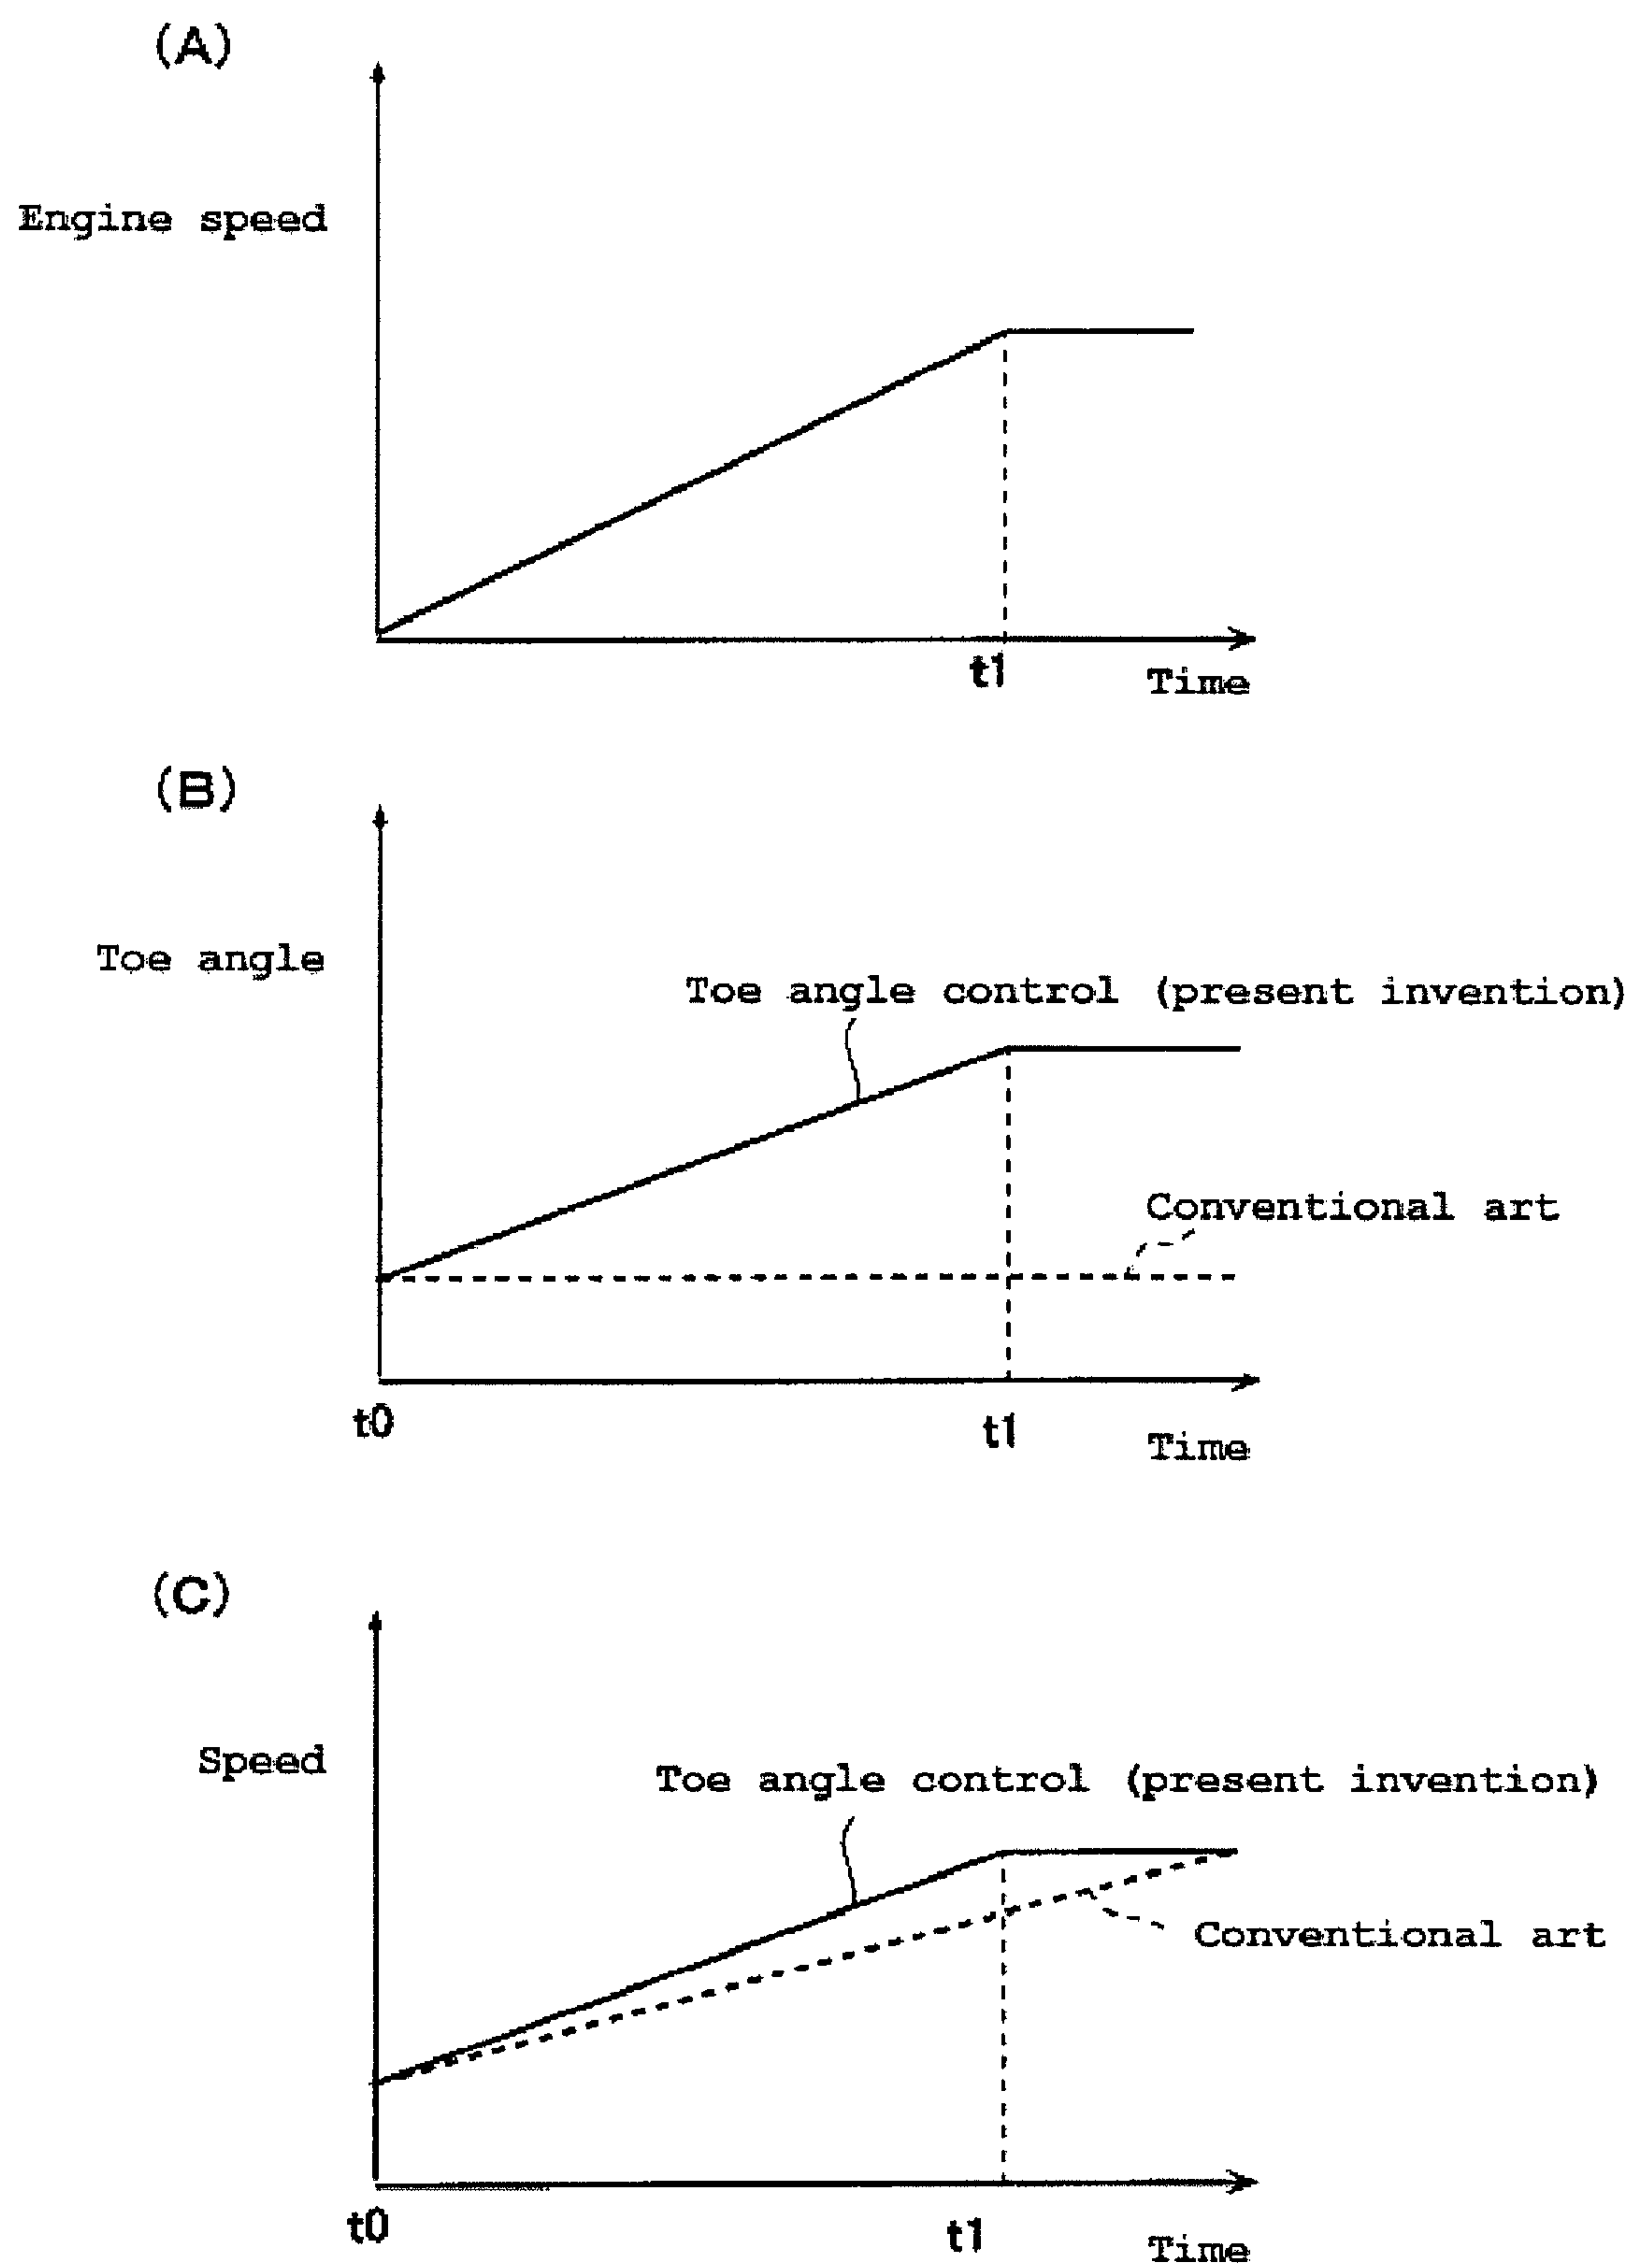 (A)
Engine speed
t1
Time
(B)
Toe angle
Toe angle control (present invention)
Conventional art
t0
t1
Time
(C)
Speed
Toe angle control (present invention)
Conventional art
t0
t1
Time